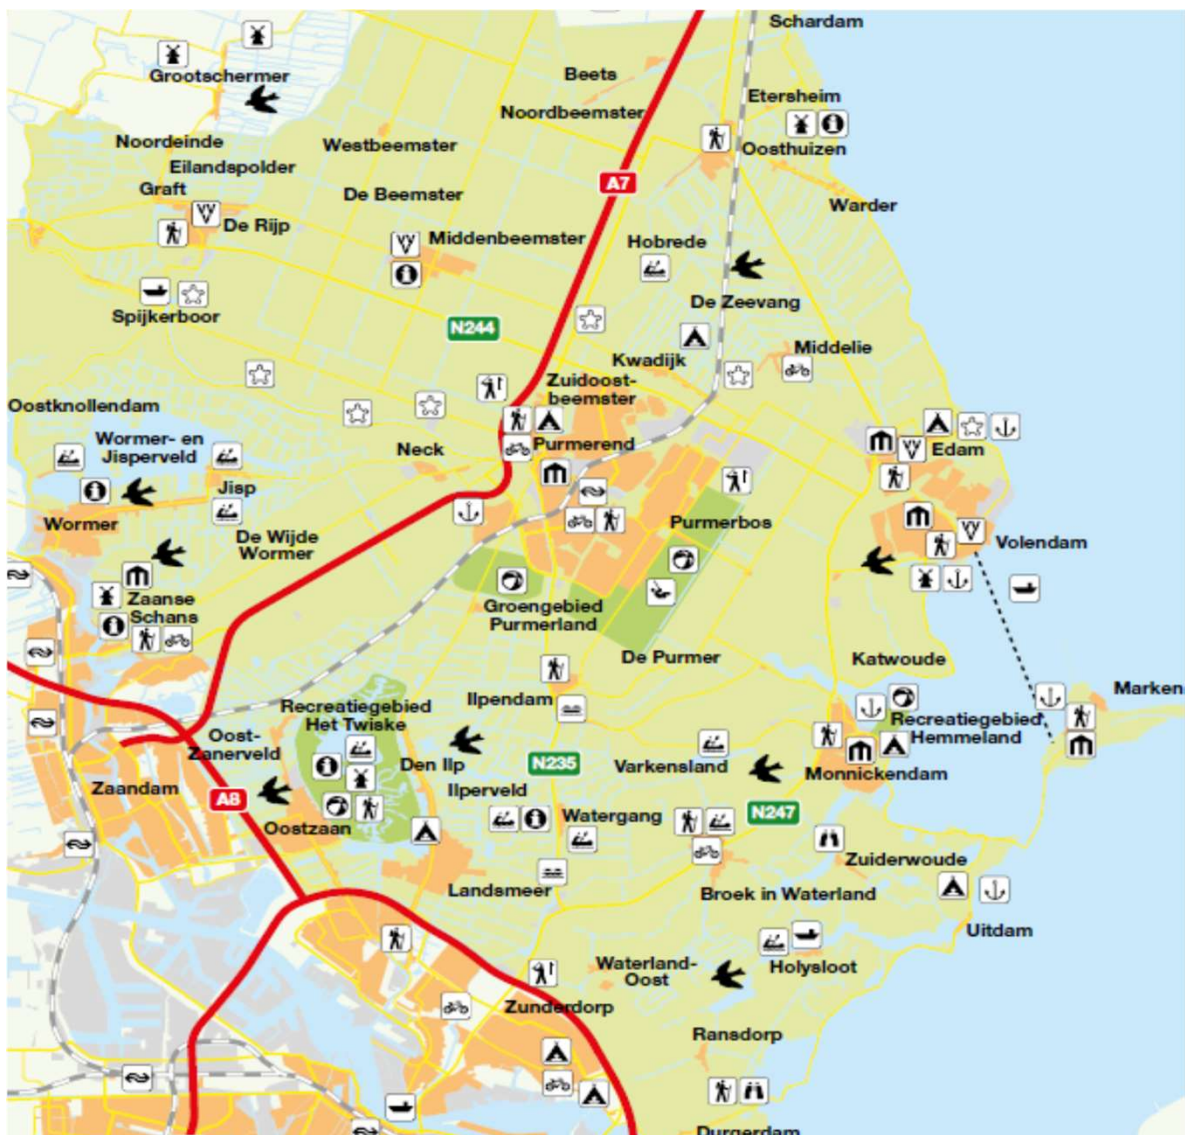 Schardam
Beets
Grootschermer
Etersheim
Noordbeemster
Noordeinde
Westbeemster
Oosthuizen
Eilandspolder
A7
Graft
De Beemster
Warder
De Rijp
Middenbeemster
Hobrede
De Zeevang
Spijkerboor
N244
Middelie
Kwadijk
Zuidoost-
beemster
Oostknollendam
Wormer- en
Jisperveld
Neck
Purmerend
Edam
Jisp
Wormer
De Wijde
Wormer
Purmerbos
Volendam
Zaanse
Schans
Groengebied
Purmerland
De Purmer
Katwoude
Marken
Ilpendam
Recreatiegebied
Het Twiske
Recreatiegebied
Hemmeland
Oost-
Zanerveld
Den Ilp
N235
Varkensland
Monnickendam
Zaandam
A8
Ilperveld
Watergang
N247
Oostzaan
Zuiderwoude
Landsmeer
Broek in Waterland
Uitdam
Waterland-
Oost
Holysloot
Zunderdorp
Ransdorp
Durgerdam